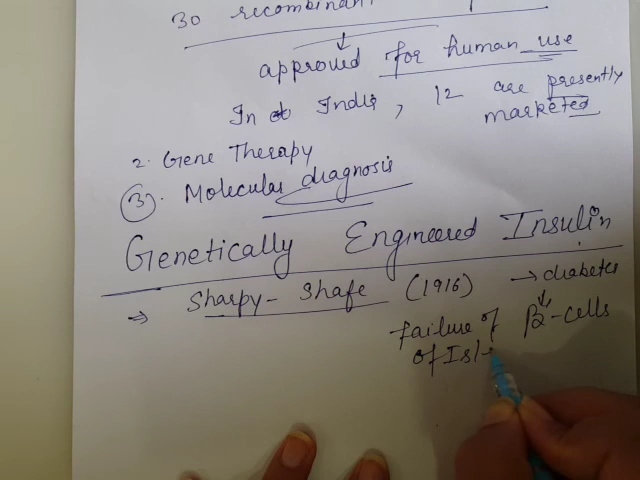 30 recombinant
approved for human use
In India, 12 are presently
marketed
2. Gene Therapy
3. Molecular diagnosis
Genetically Engineered Insulin
⇒ Sharpy-Shafe (1916) → diabetes
↓
failure of β-cells
of Isl